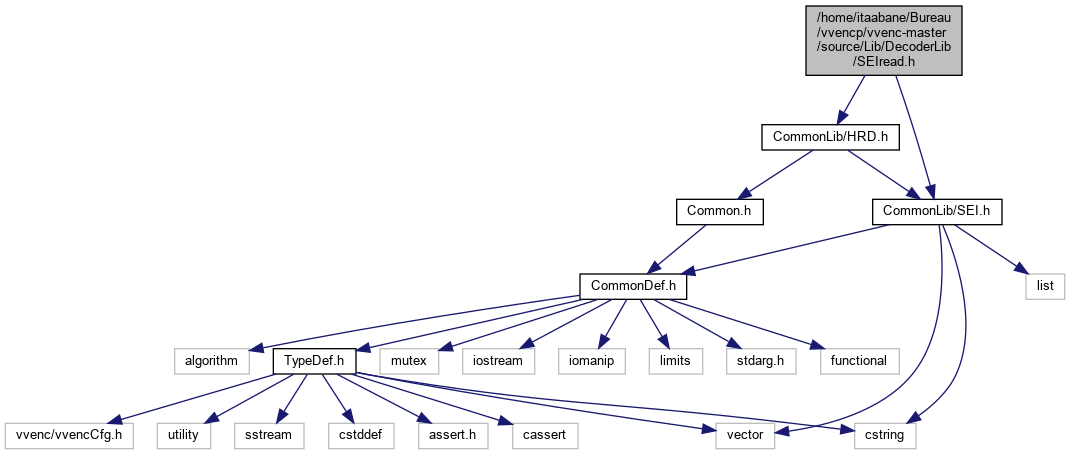 /home/itaabane/Bureau
/vvencp/vvenc-master
/source/Lib/DecoderLib
/SEIread.h
CommonLib/HRD.h
Common.h
CommonLib/SEI.h
CommonDef.h
list
algorithm
TypeDef.h
mutex
iostream
iomanip
limits
stdarg.h
functional
vvenc/vvencCfg.h
utility
sstream
cstddef
assert.h
cassert
vector
cstring